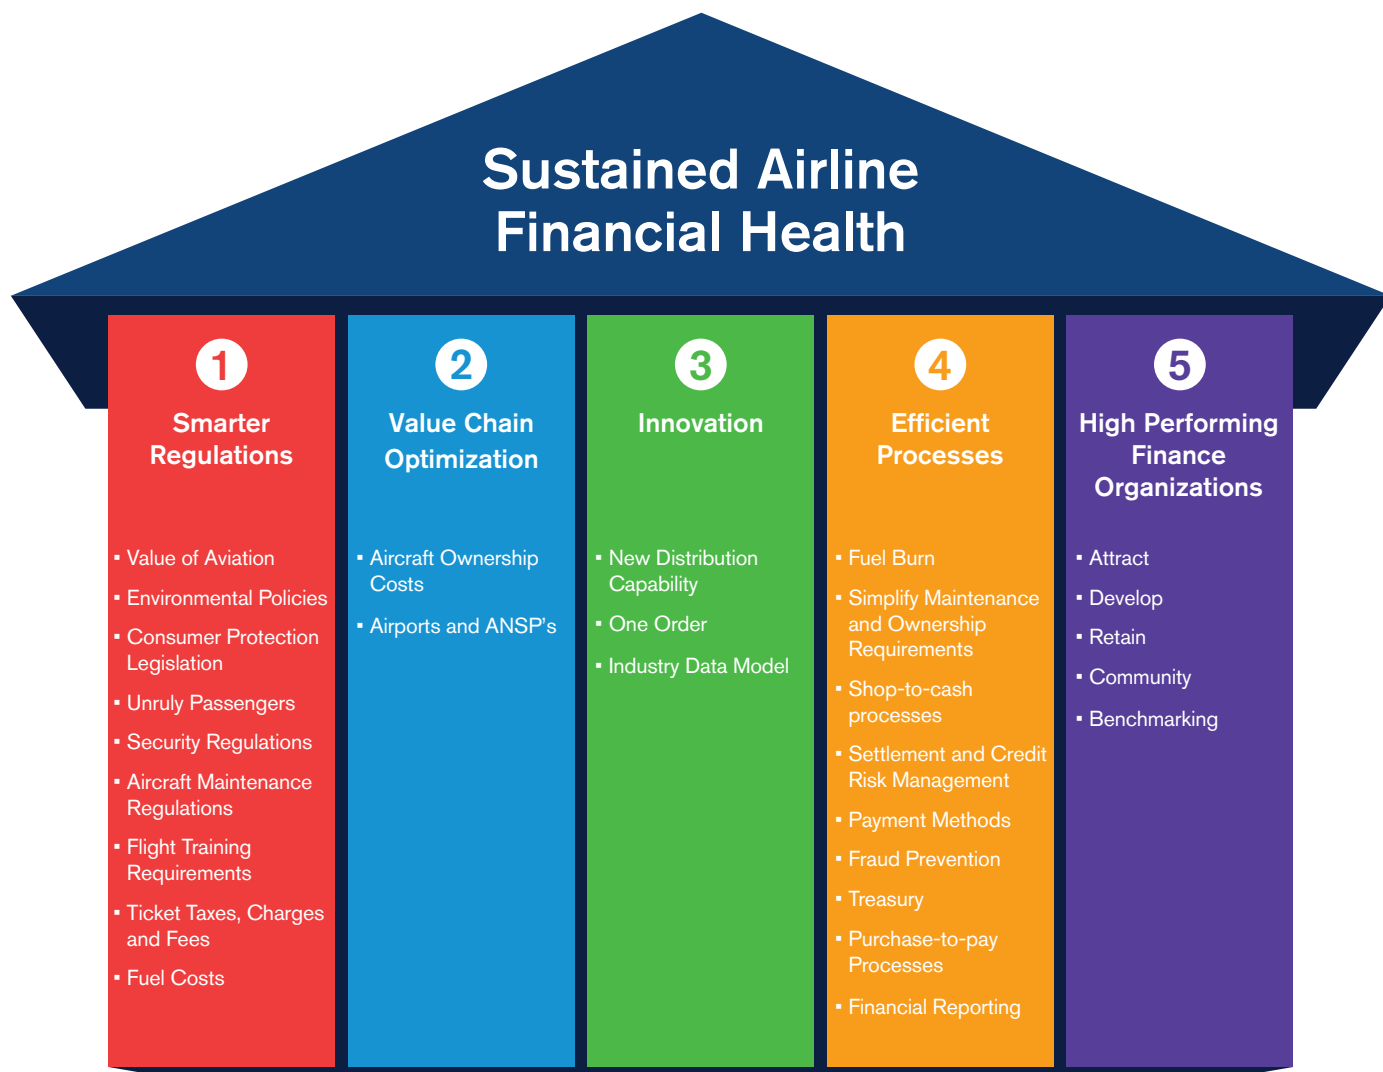 Sustained Airline
Financial Health
1
Smarter
Regulations
▪ Value of Aviation
▪ Environmental Policies
▪ Consumer Protection
Legislation
▪ Unruly Passengers
▪ Security Regulations
▪ Aircraft Maintenance
Regulations
▪ Flight Training
Requirements
▪ Ticket Taxes, Charges
and Fees
▪ Fuel Costs
2
Value Chain
Optimization
▪ Aircraft Ownership
Costs
▪ Airports and ANSP's
3
Innovation
▪ New Distribution
Capability
▪ One Order
▪ Industry Data Model
4
Efficient
Processes
▪ Fuel Burn
▪ Simplify Maintenance
and Ownership
Requirements
▪ Shop-to-cash
processes
▪ Settlement and Credit
Risk Management
▪ Payment Methods
▪ Fraud Prevention
▪ Treasury
▪ Purchase-to-pay
Processes
▪ Financial Reporting
5
High Performing
Finance
Organizations
▪ Attract
▪ Develop
▪ Retain
▪ Community
▪ Benchmarking